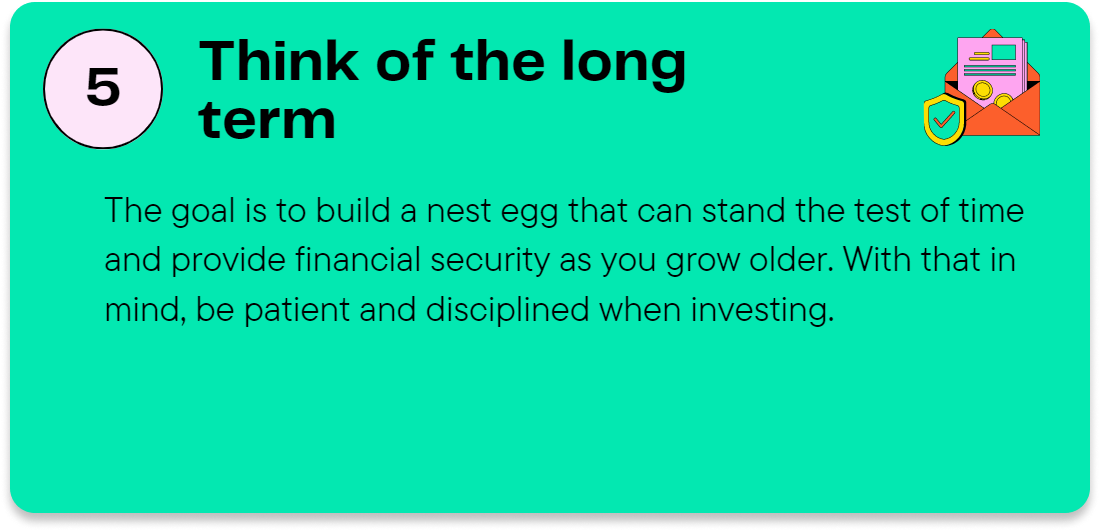 5
Think of the long
term
The goal is to build a nest egg that can stand the test of time
and provide financial security as you grow older. With that in
mind, be patient and disciplined when investing.